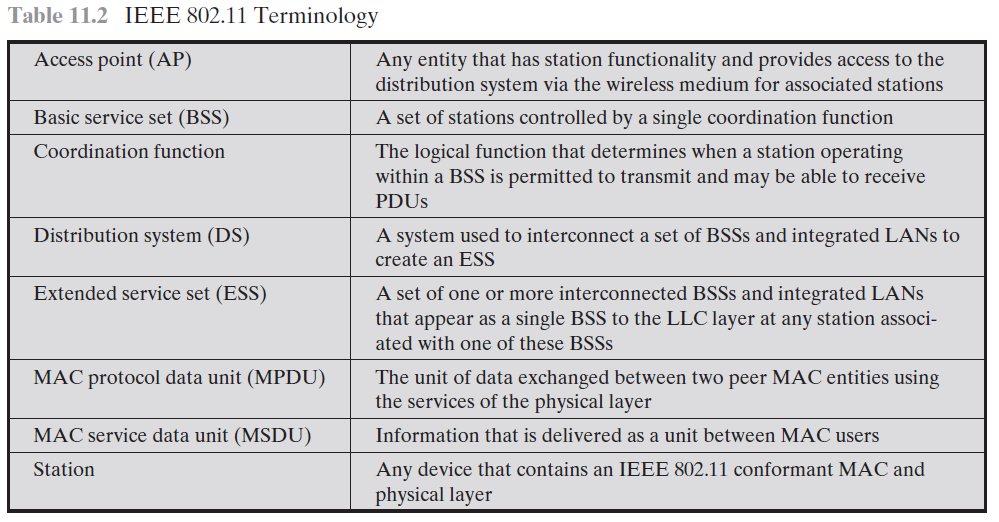 Table 11.2 IEEE 802.11 Terminology
Access point (AP)
Any entity that has station functionality and provides access to the
distribution system via the wireless medium for associated stations
Basic service set (BSS)
A set of stations controlled by a single coordination function
Coordination function
The logical function that determines when a station operating
within a BSS is permitted to transmit and may be able to receive
PDUs
Distribution system (DS)
A system used to interconnect a set of BSSs and integrated LANs to
create an ESS
Extended service set (ESS)
A set of one or more interconnected BSSs and integrated LANs
that appear as a single BSS to the LLC layer at any station associ-
ated with one of these BSSs
MAC protocol data unit (MPDU)
The unit of data exchanged between two peer MAC entities using
the services of the physical layer
MAC service data unit (MSDU)
Information that is delivered as a unit between MAC users
Station
Any device that contains an IEEE 802.11 conformant MAC and
physical layer